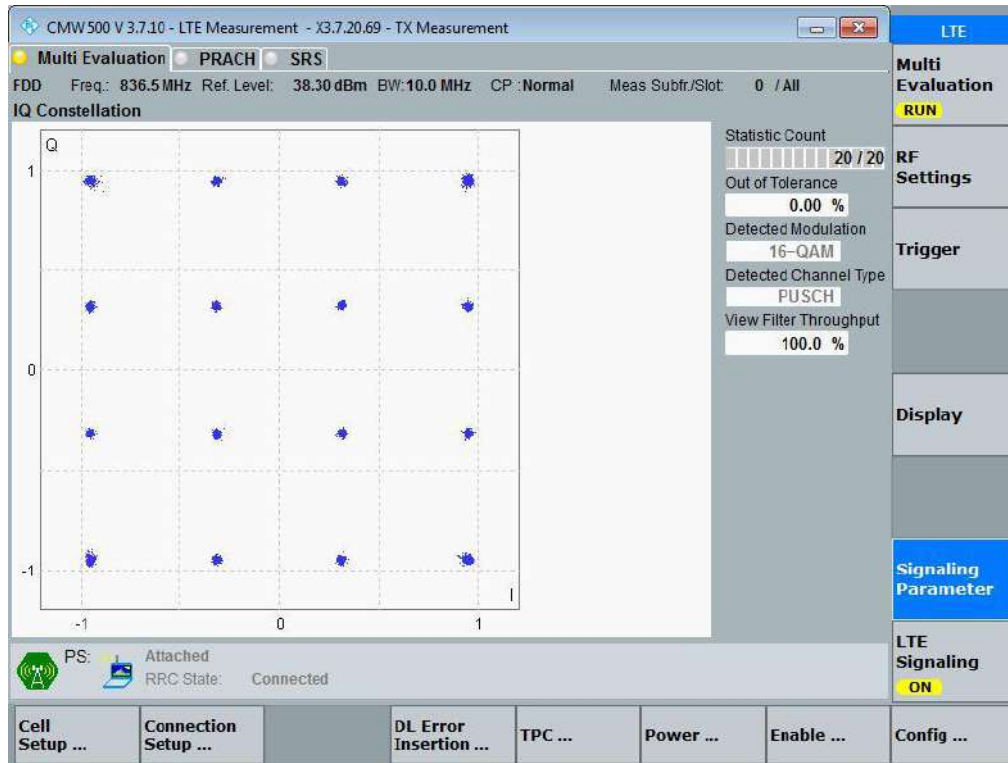 CMW500 V 3.7.10 - LTE Measurement - X3.7.20.69 - TX Measurement
LTE
Multi Evaluation PRACH SRS
FDD Freq.: 836.5 MHz Ref. Level: 38.30 dBm BW: 10.0 MHz CP : Normal Meas Subfr./Slot: 0 / All
IQ Constellation
Q
1
0
-1
-1
0
1
I
Statistic Count
20 / 20
Out of Tolerance
0.00 %
Detected Modulation
16-QAM
Detected Channel Type
PUSCH
View Filter Throughput
100.0 %
Multi
Evaluation
RUN
RF
Settings
Trigger
Display
Signaling
Parameter
LTE
Signaling
ON
PS: Attached
RRC State: Connected
Cell
Setup ...
Connection
Setup ...
DL Error
Insertion ...
TPC ...
Power ...
Enable ...
Config ...